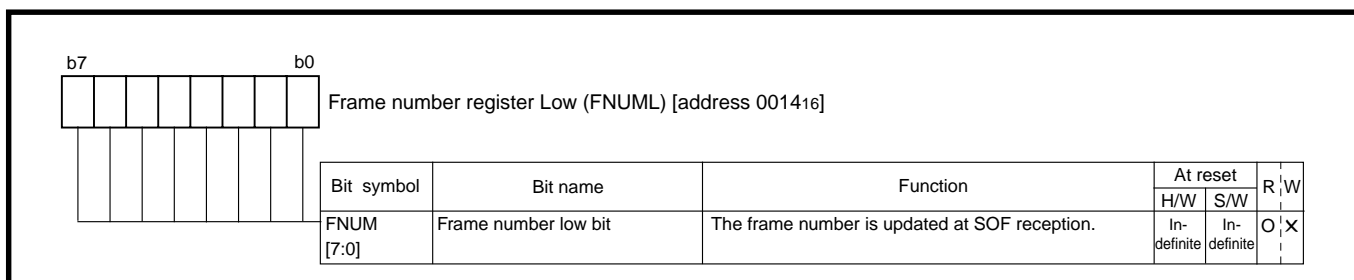 b7 b0
Frame number register Low (FNUML) [address 001416]
Bit symbol Bit name Function At reset R W
H/W S/W
FNUM Frame number low bit The frame number is updated at SOF reception. In- In- O X
[7:0] definite definite